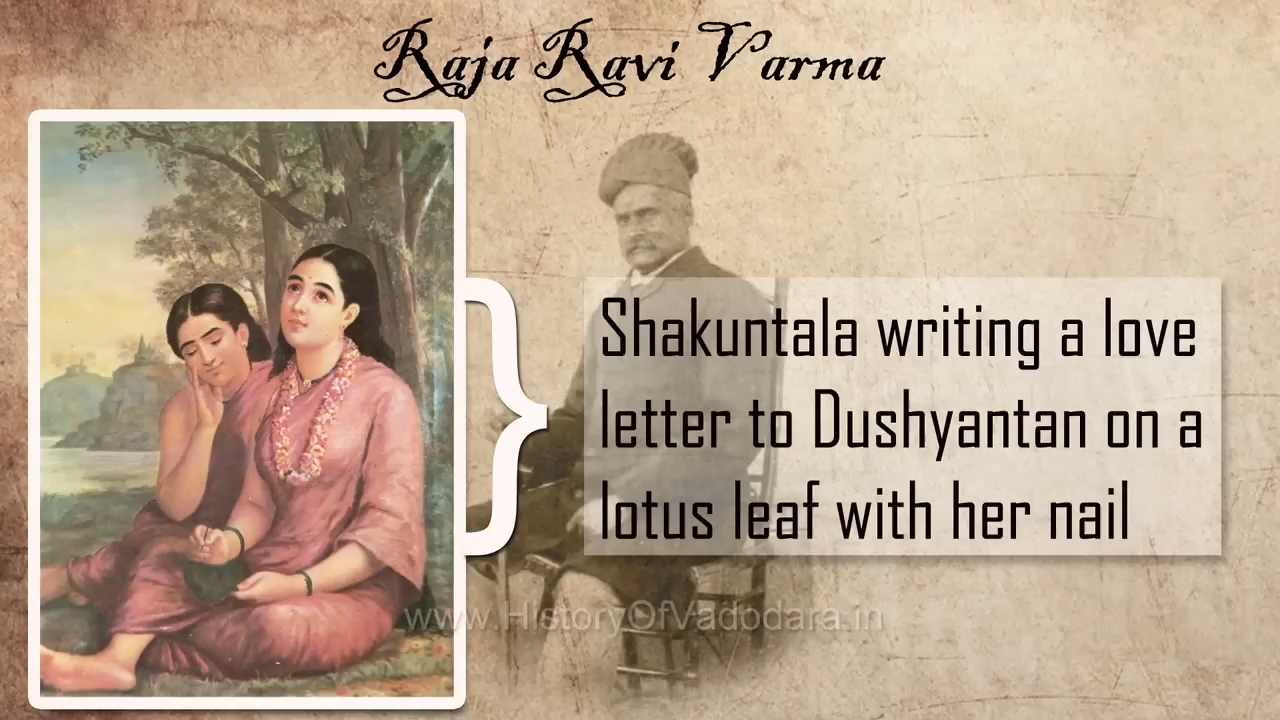 Raja Ravi Varma
Shakuntala writing a love
letter to Dushyantan on a
lotus leaf with her nail
www.HistoryOfVadodara.in